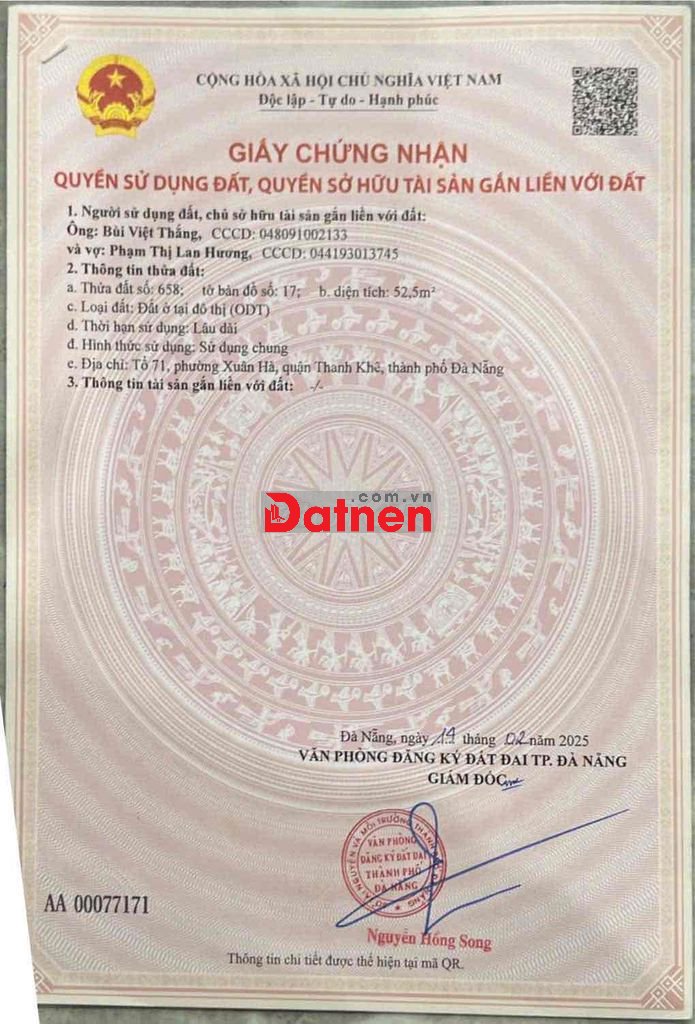 CỘNG HÒA XÃ HỘI CHỦ NGHĨA VIỆT NAM
Độc lập - Tự do - Hạnh phúc
GIẤY CHỨNG NHẬN
QUYỀN SỬ DỤNG ĐẤT, QUYỀN SỞ HỮU TÀI SẢN GẮN LIỀN VỚI ĐẤT
1. Người sử dụng đất, chủ sở hữu tài sản gắn liền với đất:
Ông: Bùi Việt Thắng, CCCD: 048091002133
và vợ: Phạm Thị Lan Hương, CCCD: 044193013745
2. Thông tin thửa đất:
a. Thửa đất số: 658; tờ bản đồ số: 17; b. diện tích: 52,5m²
c. Loại đất: Đất ở tại đô thị (ODT)
d. Thời hạn sử dụng: Lâu dài
đ. Hình thức sử dụng: Sử dụng chung
e. Địa chỉ: Tổ 71, phường Xuân Hà, quận Thanh Khê, thành phố Đà Nẵng
3. Thông tin tài sản gắn liền với đất: -/-
.com.vn
Datnen
Đà Nẵng, ngày 19 tháng 02 năm 2025
VĂN PHÒNG ĐĂNG KÝ ĐẤT ĐAI TP. ĐÀ NẴNG
GIÁM ĐỐC
VĂN PHÒNG
ĐĂNG KÝ ĐẤT ĐAI
THÀNH PHỐ
ĐÀ NẴNG
AA 00077171
Nguyễn Hồng Song
Thông tin chi tiết được thể hiện tại mã QR.